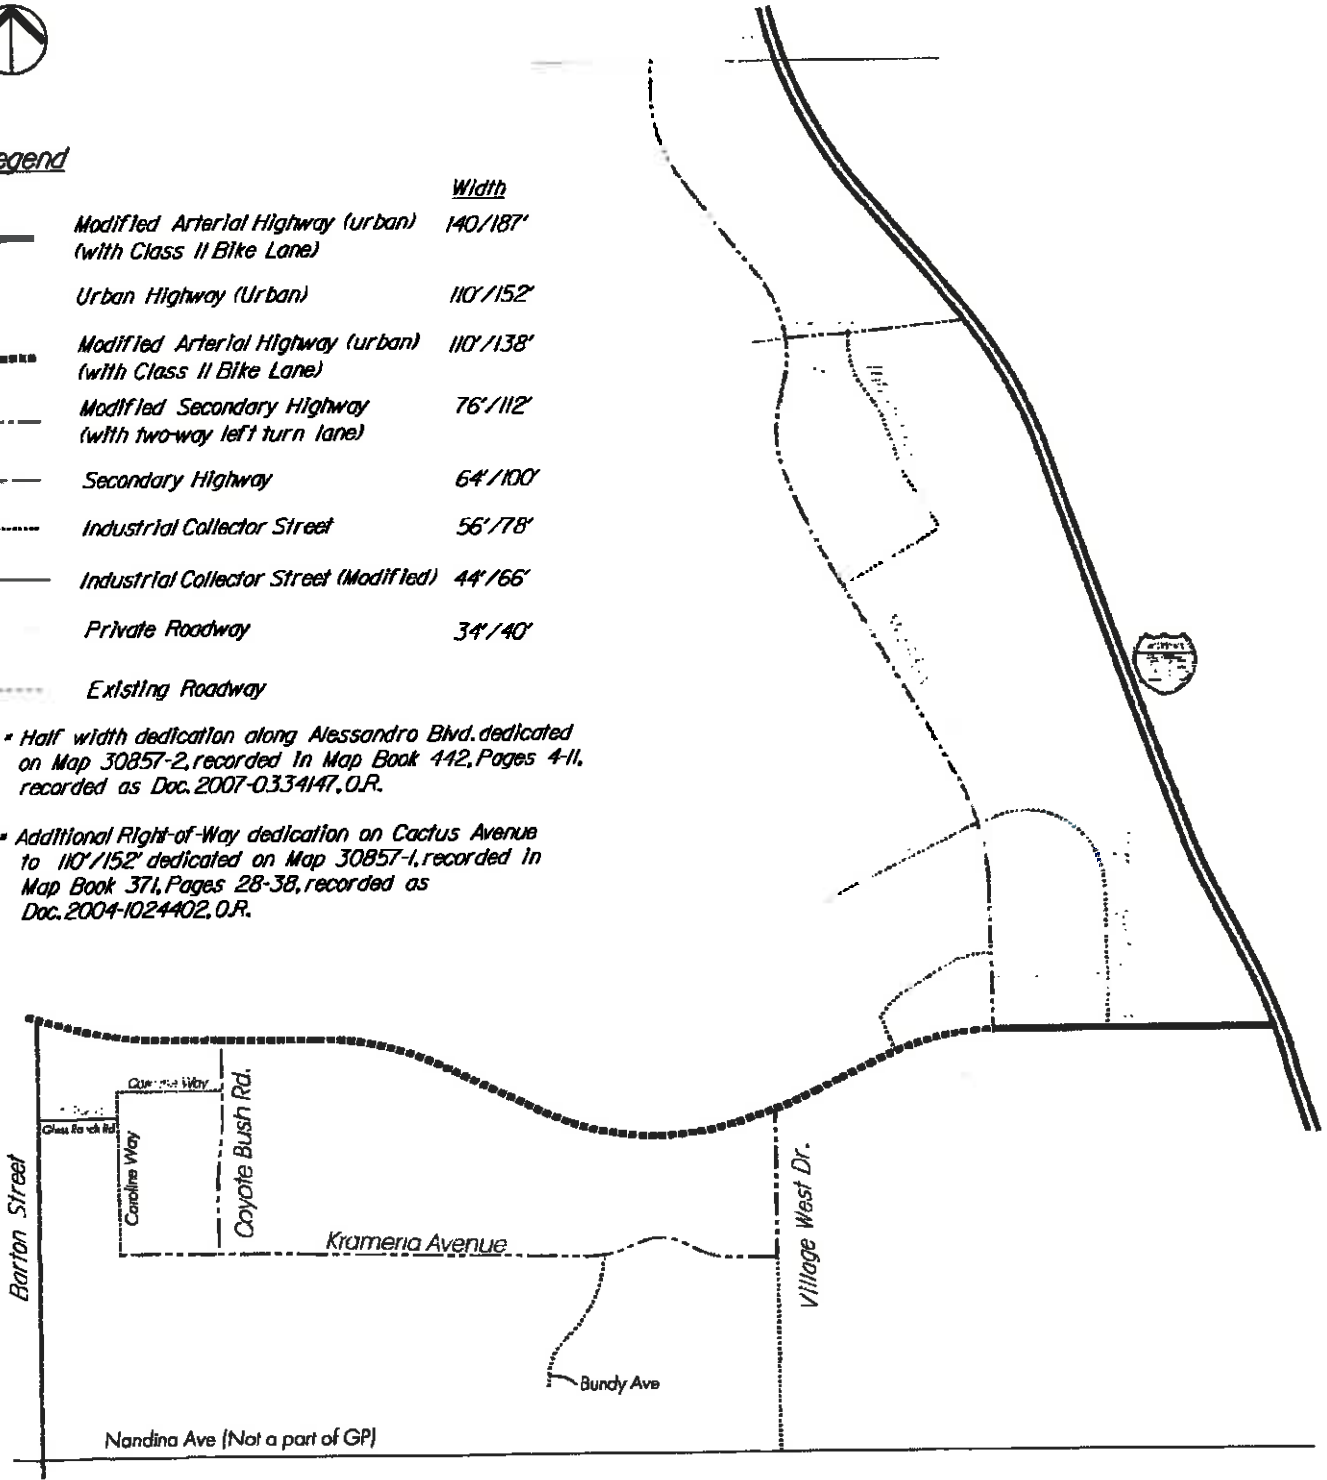 egend
Width
Modified Arterial Highway (urban) 140/187'
(with Class II Bike Lane)
Urban Highway (Urban) 110'/152'
Modified Arterial Highway (urban) 110'/138'
(with Class II Bike Lane)
Modified Secondary Highway 76'/112'
(with two-way left turn lane)
Secondary Highway 64'/100'
Industrial Collector Street 56'/78'
Industrial Collector Street (Modified) 44'/66'
Private Roadway 34'/40'
Existing Roadway
* Half width dedication along Alessandro Blvd. dedicated
on Map 30857-2, recorded in Map Book 442, Pages 4-11,
recorded as Doc. 2007-0334147, O.R.
* Additional Right-of-Way dedication on Cactus Avenue
to 110'/152' dedicated on Map 30857-1, recorded in
Map Book 371, Pages 28-38, recorded as
Doc. 2004-1024402, O.R.
Way
Caroline Way
Coyote Bush Rd.
Barton Street
Krameria Avenue
Village West Dr.
Bundy Ave
Nandina Ave (Not a part of GP)